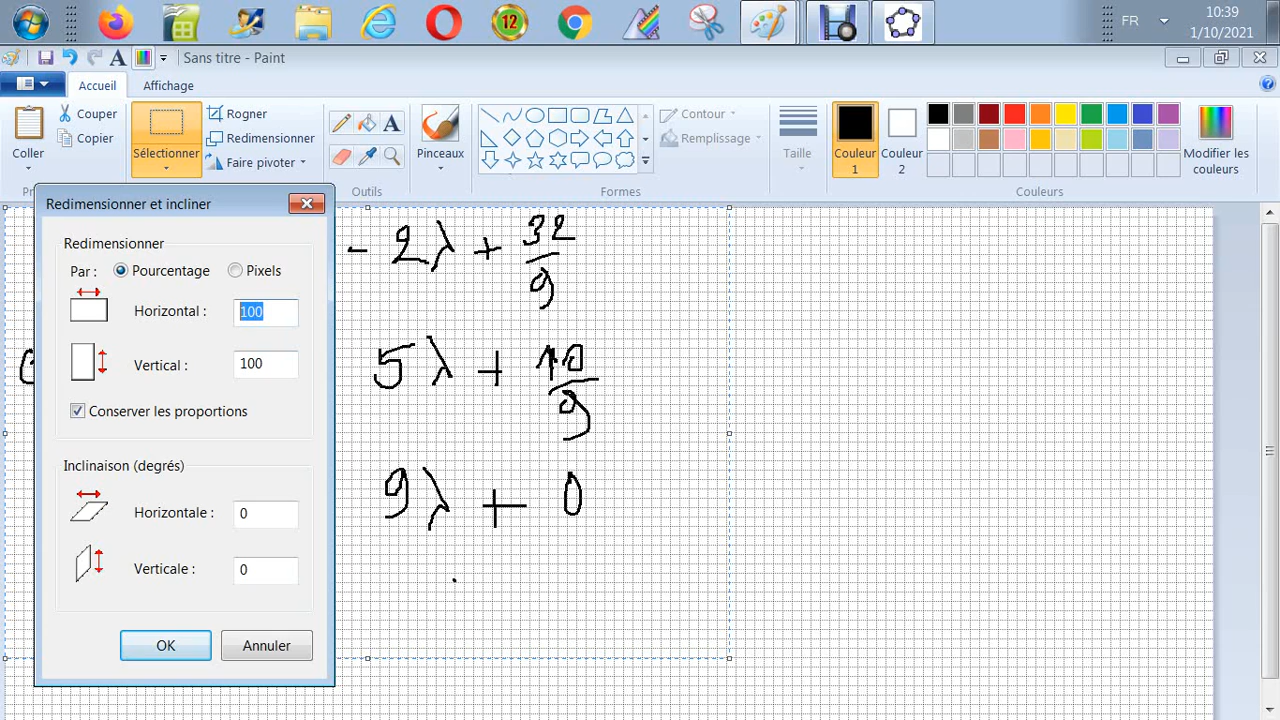 12
FR
10:39
1/10/2021
Sans titre - Paint
Accueil
Affichage
Coller
Couper
Copier
Sélectionner
Rogner
Redimensionner
Faire pivoter
Outils
Pinceaux
Contour
Remplissage
Formes
Taille
Couleur 1
Couleur 2
Modifier les couleurs
Couleurs
Redimensionner et incliner
Redimensionner
Par :
Pourcentage
Pixels
Horizontal :
100
Vertical :
100
Conserver les proportions
Inclinaison (degrés)
Horizontale :
0
Verticale :
0
OK
Annuler
- 2λ + 32/9
5λ + 10/9
9λ + 0